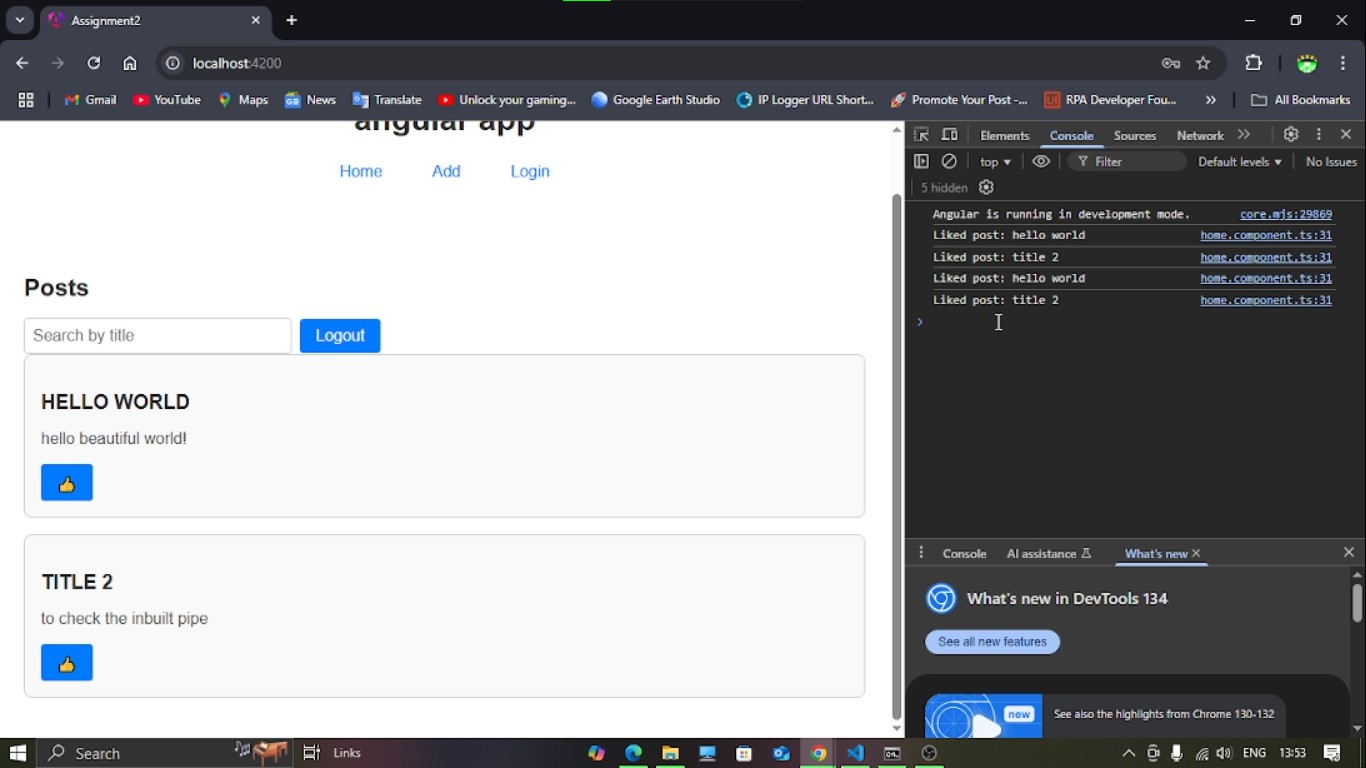 Assignment2
localhost:4200
Gmail YouTube Maps News Translate Unlock your gaming... Google Earth Studio IP Logger URL Short... Promote Your Post -... RPA Developer Fou... » All Bookmarks
angular app
Home Add Login
Posts
Search by title Logout
HELLO WORLD
hello beautiful world!
TITLE 2
to check the inbuilt pipe
Elements Console Sources Network »
top Filter Default levels No Issues
5 hidden
Angular is running in development mode. core.mjs:29869
Liked post: hello world home.component.ts:31
Liked post: title 2 home.component.ts:31
Liked post: hello world home.component.ts:31
Liked post: title 2 home.component.ts:31
Console AI assistance What's new
What's new in DevTools 134
See all new features
new See also the highlights from Chrome 130-132
Search Links ENG 13:53